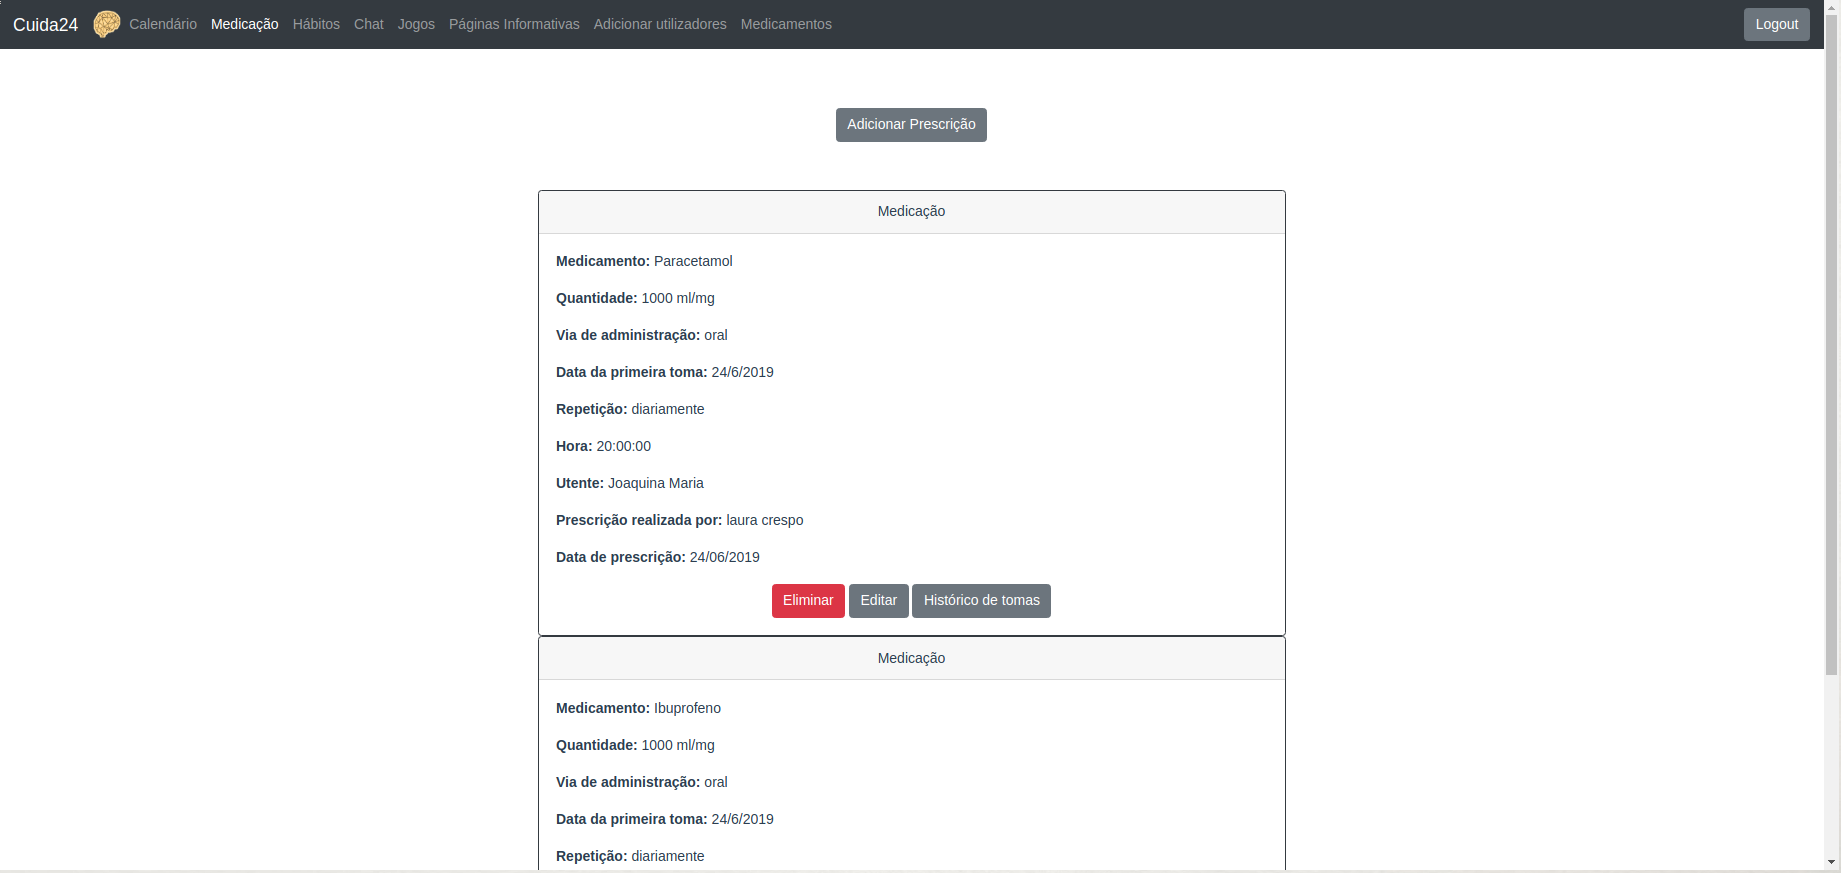 Cuida24 Calendário Medicação Hábitos Chat Jogos Páginas Informativas Adicionar utilizadores Medicamentos Logout
Adicionar Prescrição
Medicação
Medicamento: Paracetamol
Quantidade: 1000 ml/mg
Via de administração: oral
Data da primeira toma: 24/6/2019
Repetição: diariamente
Hora: 20:00:00
Utente: Joaquina Maria
Prescrição realizada por: laura crespo
Data de prescrição: 24/06/2019
Eliminar Editar Histórico de tomas
Medicação
Medicamento: Ibuprofeno
Quantidade: 1000 ml/mg
Via de administração: oral
Data da primeira toma: 24/6/2019
Repetição: diariamente